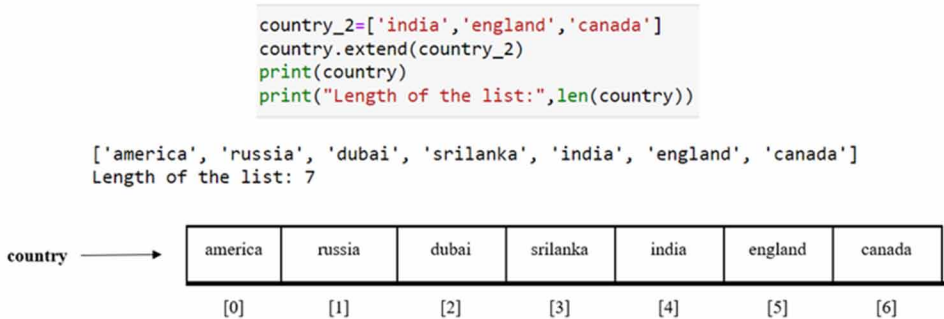 country_2=['india','england','canada']
country.extend(country_2)
print(country)
print("Length of the list:",len(country))
['america', 'russia', 'dubai', 'srilanka', 'india', 'england', 'canada']
Length of the list: 7
country america russia dubai srilanka india england canada
[0] [1] [2] [3] [4] [5] [6]